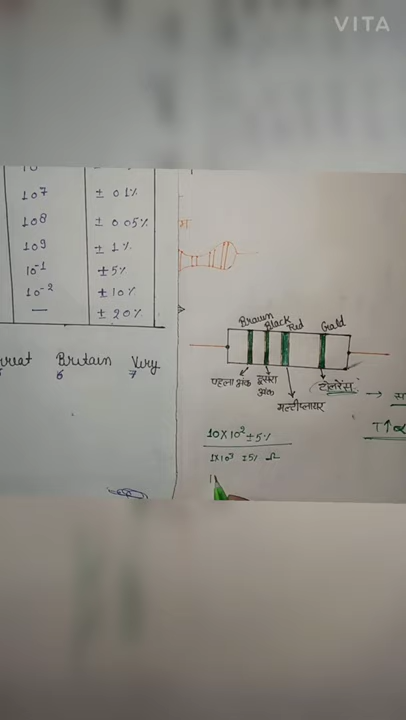 VITA
10⁷ ± 0.1%
10⁸ ± 0.05%
10⁹ ± 1%
10⁻¹ ± 5%
10⁻² ± 10%
— ± 20%
Britain Very
6 7
Brown Black Red Gold
पहला अंक दूसरा अंक मल्टीप्लायर टोलरेंस
10 × 10² ± 5%
1 × 10³ ± 5% Ω
T↑